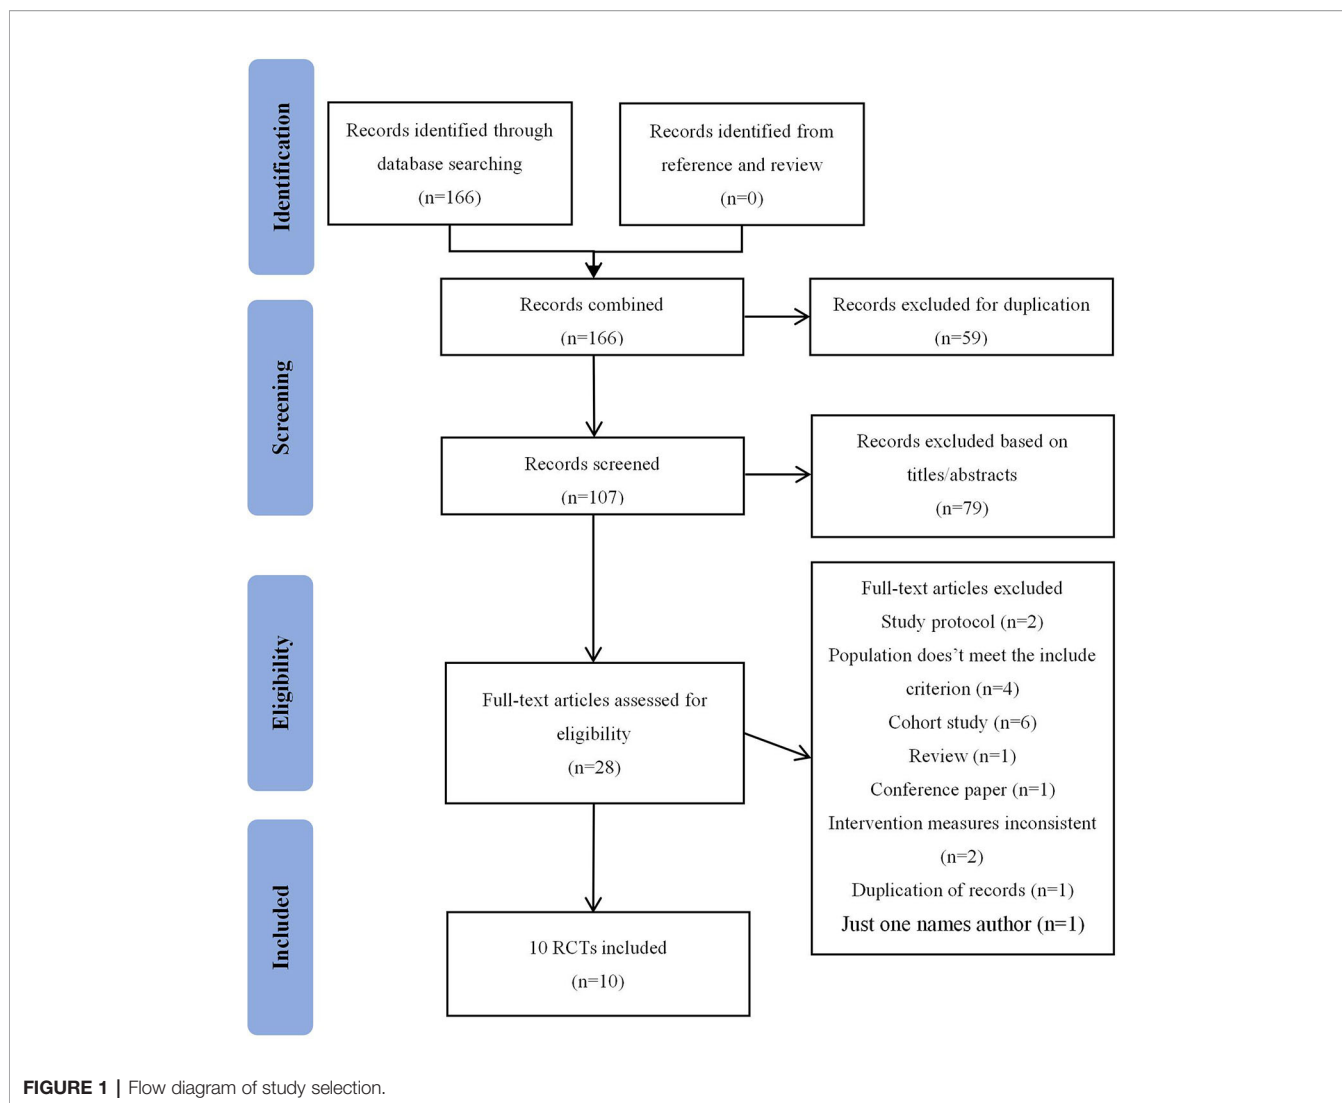 Identification
Records identified through
database searching
(n=166)
Records identified from
reference and review
(n=0)
Records combined
(n=166)
Records excluded for duplication
(n=59)
Screening
Records screened
(n=107)
Records excluded based on
titles/abstracts
(n=79)
Eligibility
Full-text articles assessed for
eligibility
(n=28)
Full-text articles excluded
Study protocol (n=2)
Population does't meet the include
criterion (n=4)
Cohort study (n=6)
Review (n=1)
Conference paper (n=1)
Intervention measures inconsistent
(n=2)
Duplication of records (n=1)
Just one names author (n=1)
Included
10 RCTs included
(n=10)
FIGURE 1 | Flow diagram of study selection.